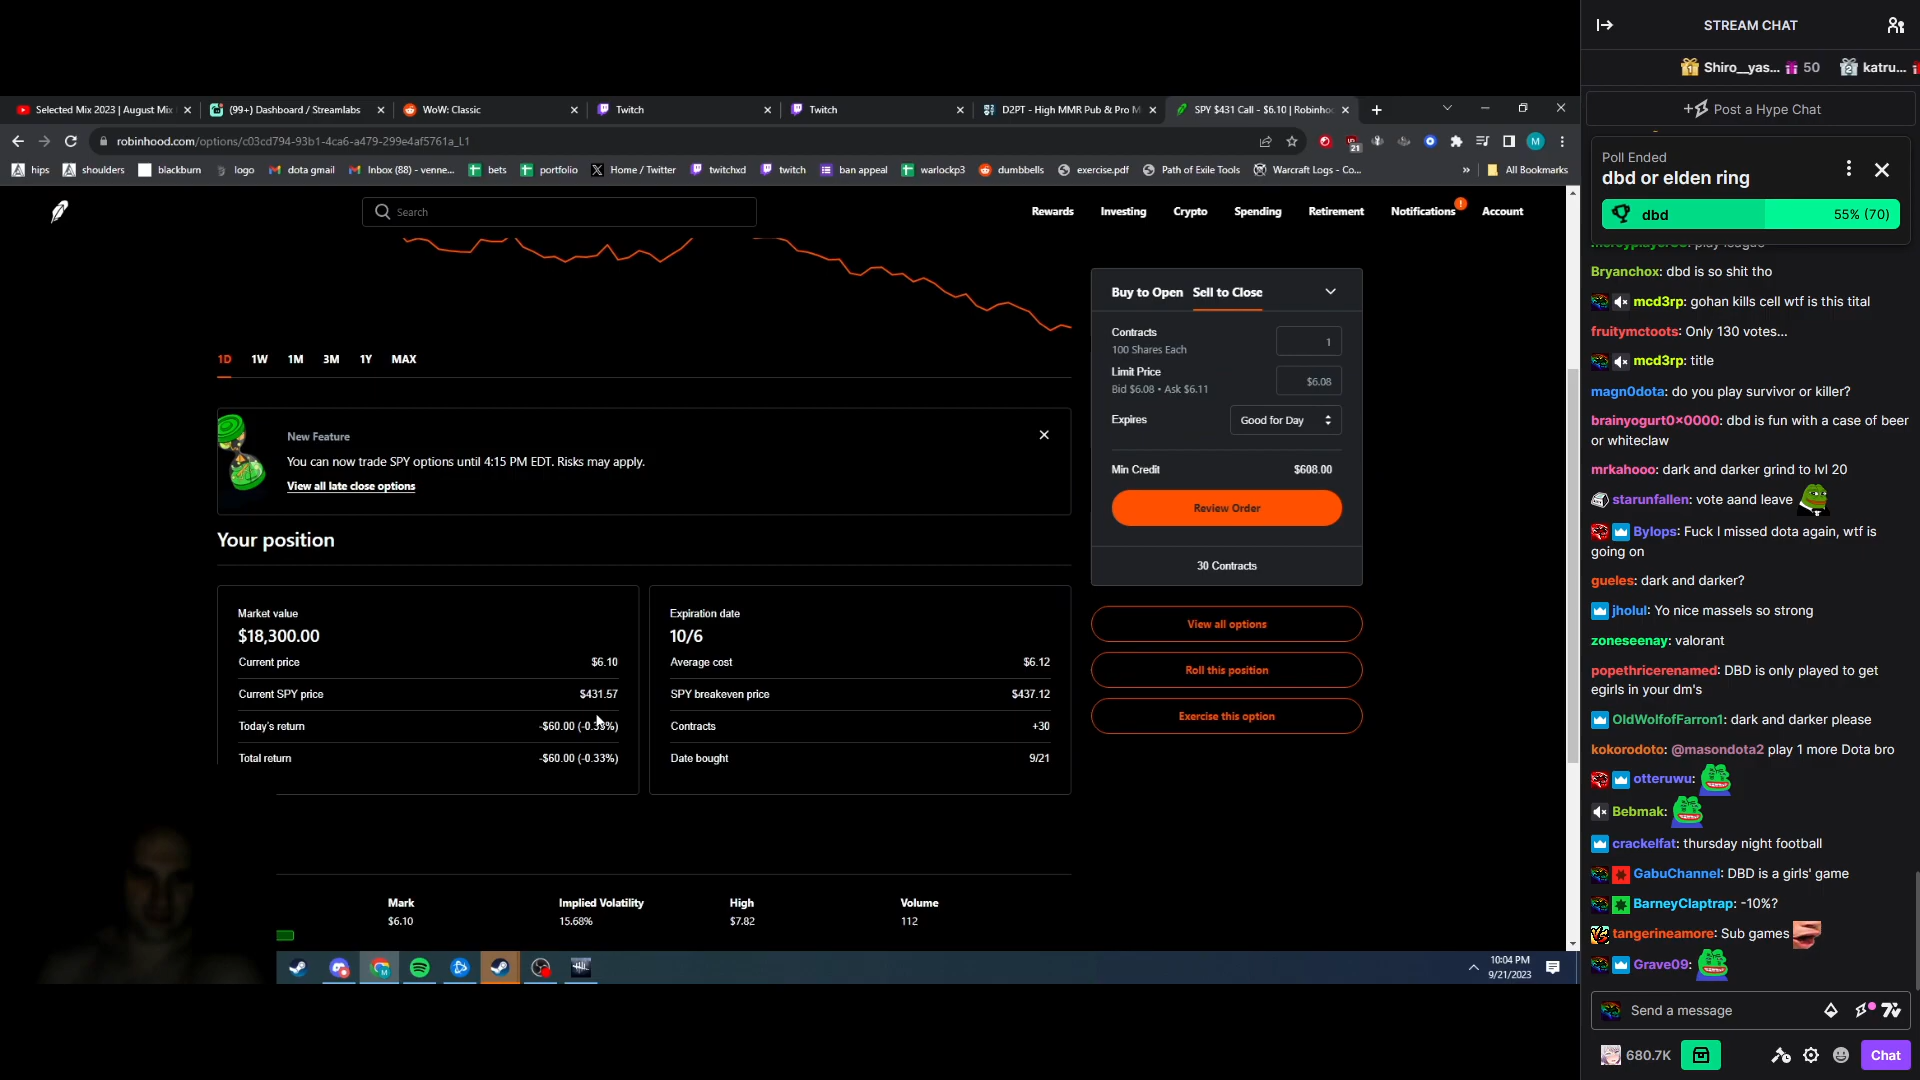 STREAM CHAT
Shiro__yas... 50 katru...
Selected Mix 2023 | August Mix
(99+) Dashboard / Streamlabs
WoW: Classic
Twitch
Twitch
D2PT - High MMR Pub & Pro M
SPY $431 Call - $6.10 | Robinhoo
Post a Hype Chat
robinhood.com/options/c03cd794-93b1-4ca6-a479-299e4af5761a_L1
21
M
hips shoulders blackburn logo dota gmail Inbox (88) - venne... bets portfolio Home / Twitter twitchxd twitch ban appeal warlockp3 dumbbells exercise.pdf Path of Exile Tools Warcraft Logs - Co... » All Bookmarks
Search
Rewards Investing Crypto Spending Retirement Notifications Account
1D 1W 1M 3M 1Y MAX
New Feature
You can now trade SPY options until 4:15 PM EDT. Risks may apply.
View all late close options
Your position
Market value
$18,300.00
Current price $6.10
Current SPY price $431.57
Today's return -$60.00 (-0.33%)
Total return -$60.00 (-0.33%)
Expiration date
10/6
Average cost $6.12
SPY breakeven price $437.12
Contracts +30
Date bought 9/21
Mark Implied Volatility High Volume
$6.10 15.68% $7.82 112
Buy to Open Sell to Close
Contracts 1
100 Shares Each
Limit Price
Bid $6.08 • Ask $6.11 $6.08
Expires Good for Day
Min Credit $608.00
Review Order
30 Contracts
View all options
Roll this position
Exercise this option
10:04 PM
9/21/2023
Poll Ended
dbd or elden ring
dbd 55% (70)
Bryanchox: dbd is so shit tho
mcd3rp: gohan kills cell wtf is this tital
fruitymctoots: Only 130 votes...
mcd3rp: title
magn0dota: do you play survivor or killer?
brainyogurt0x0000: dbd is fun with a case of beer
or whiteclaw
mrkahooo: dark and darker grind to lvl 20
starunfallen: vote aand leave
Bylops: Fuck I missed dota again, wtf is
going on
gueles: dark and darker?
jholul: Yo nice massels so strong
zoneseenay: valorant
popethricerenamed: DBD is only played to get
egirls in your dm's
OldWolfofFarron1: dark and darker please
kokorodoto: @masondota2 play 1 more Dota bro
otteruwu:
Bebmak:
crackelfat: thursday night football
GabuChannel: DBD is a girls' game
BarneyClaptrap: -10%?
tangerineamore: Sub games
Grave09:
Send a message
680.7K
Chat